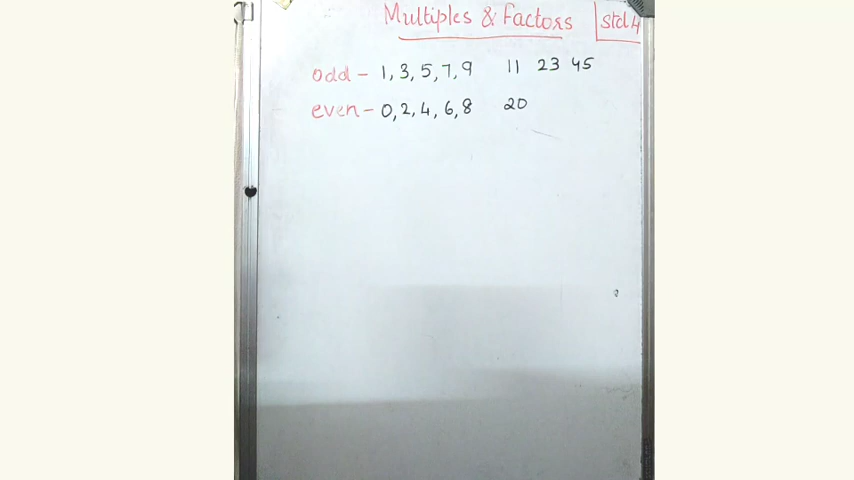 Multiples & Factors std 4
odd - 1, 3, 5, 7, 9 11 23 45
even - 0, 2, 4, 6, 8 20